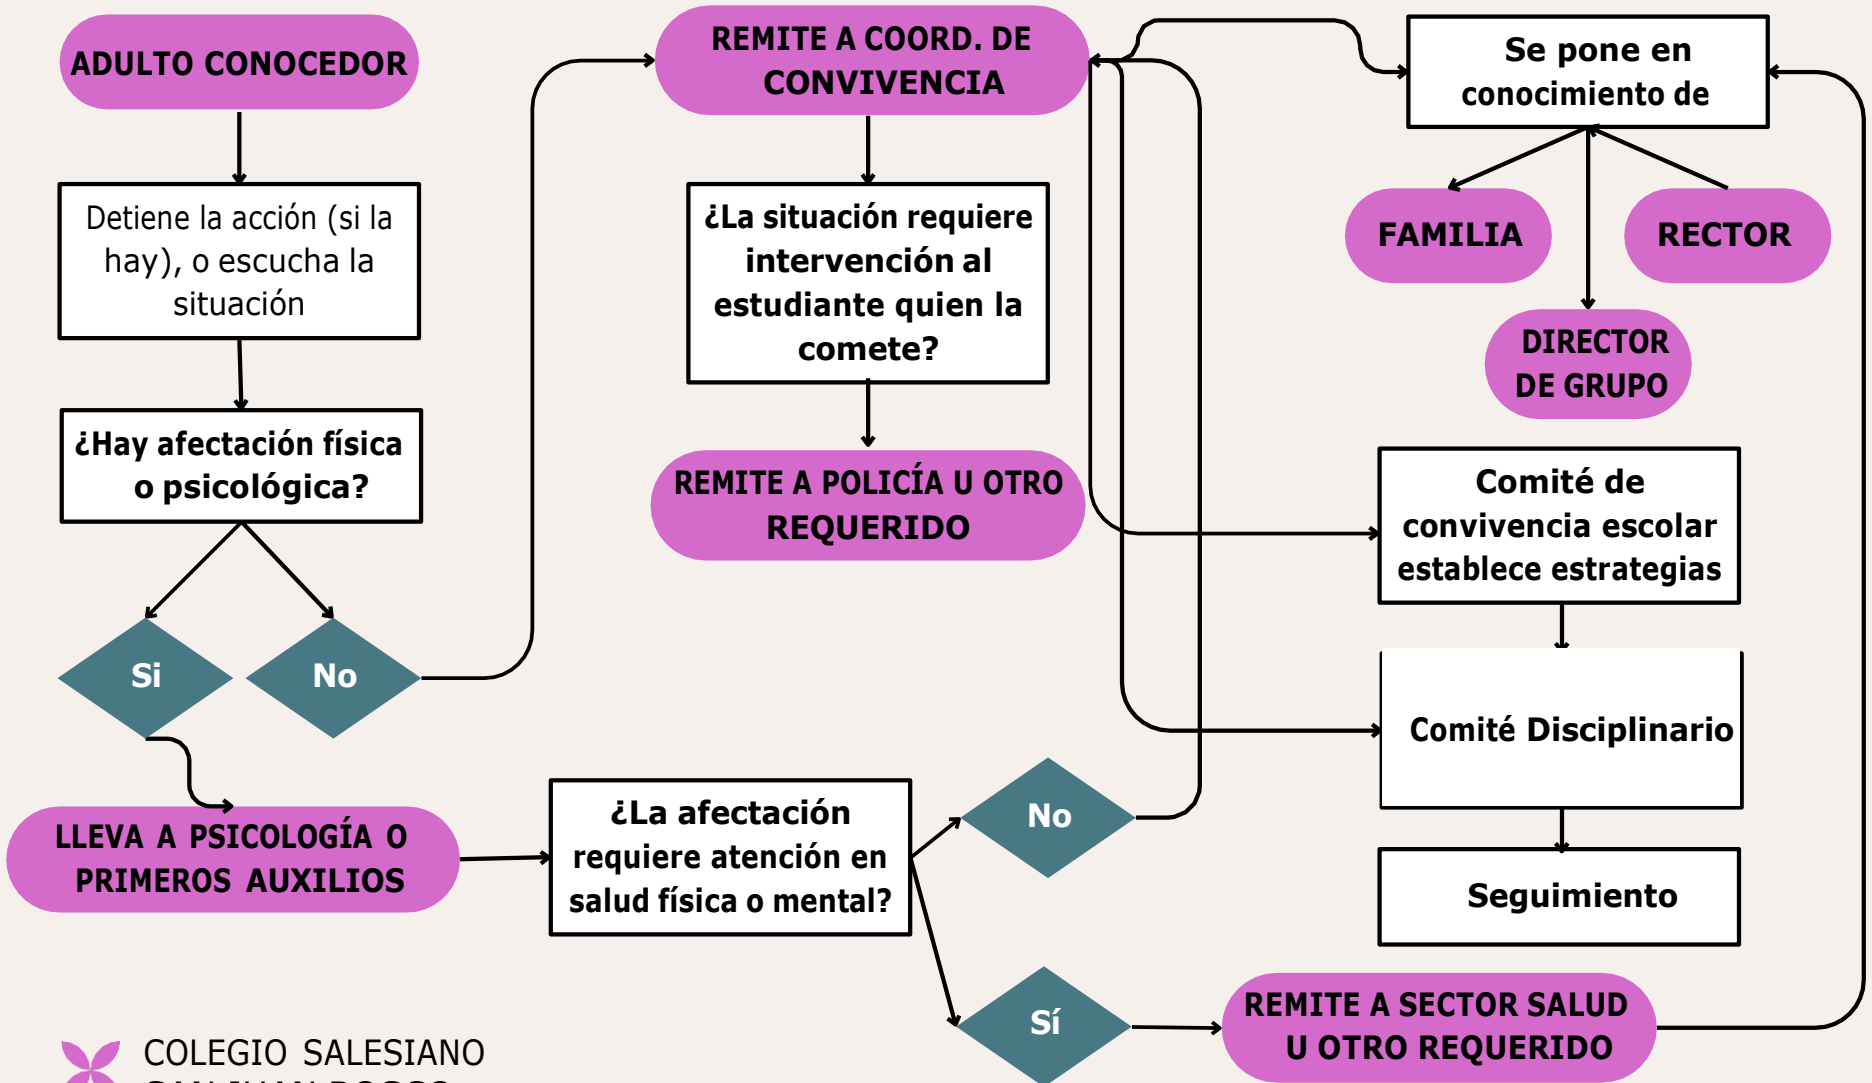 ADULTO CONOCEDOR
Detiene la acción (si la
hay), o escucha la
situación
¿Hay afectación física
o psicológica?
Si
No
LLEVA A PSICOLOGÍA O
PRIMEROS AUXILIOS
REMITE A COORD. DE
CONVIVENCIA
¿La situación requiere
intervención al
estudiante quien la
comete?
REMITE A POLICÍA U OTRO
REQUERIDO
¿La afectación
requiere atención en
salud física o mental?
No
Sí
REMITE A SECTOR SALUD
U OTRO REQUERIDO
Se pone en
conocimiento de
FAMILIA
RECTOR
DIRECTOR
DE GRUPO
Comité de
convivencia escolar
establece estrategias
Comité Disciplinario
Seguimiento
COLEGIO SALESIANO
SAN JUAN BOSCO